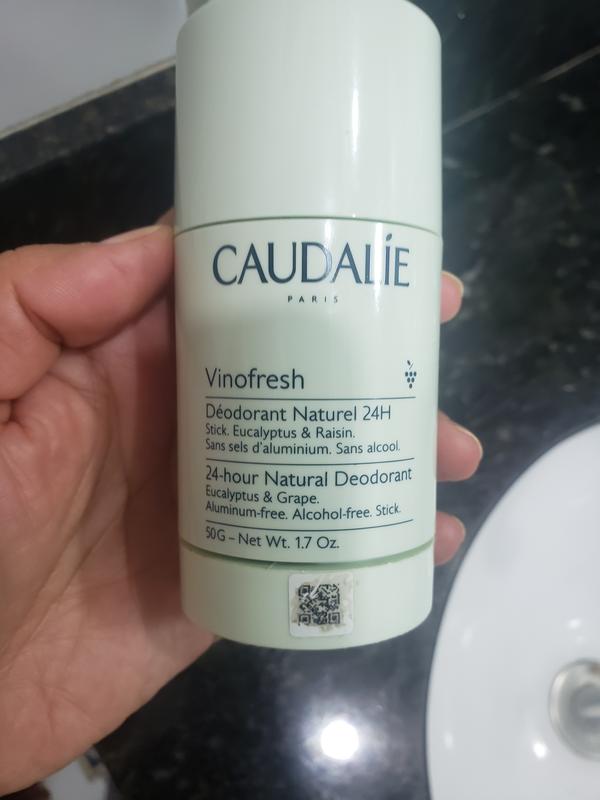 CAUDALÍE
PARIS
Vinofresh
Déodorant Naturel 24H
Stick. Eucalyptus & Raisin.
Sans sels d'aluminium. Sans alcool.
24-hour Natural Deodorant
Eucalyptus & Grape.
Aluminum-free. Alcohol-free. Stick.
50G – Net Wt. 1.7 Oz.